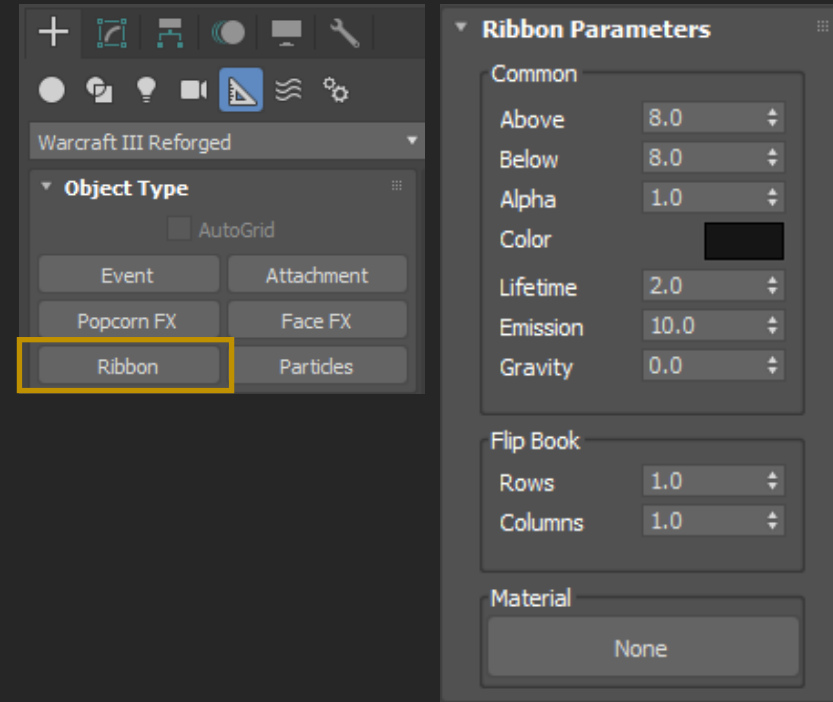 Warcraft III Reforged
Object Type
AutoGrid
Event
Attachment
Popcorn FX
Face FX
Ribbon
Particles
Ribbon Parameters
Common
Above 8.0
Below 8.0
Alpha 1.0
Color
Lifetime 2.0
Emission 10.0
Gravity 0.0
Flip Book
Rows 1.0
Columns 1.0
Material
None